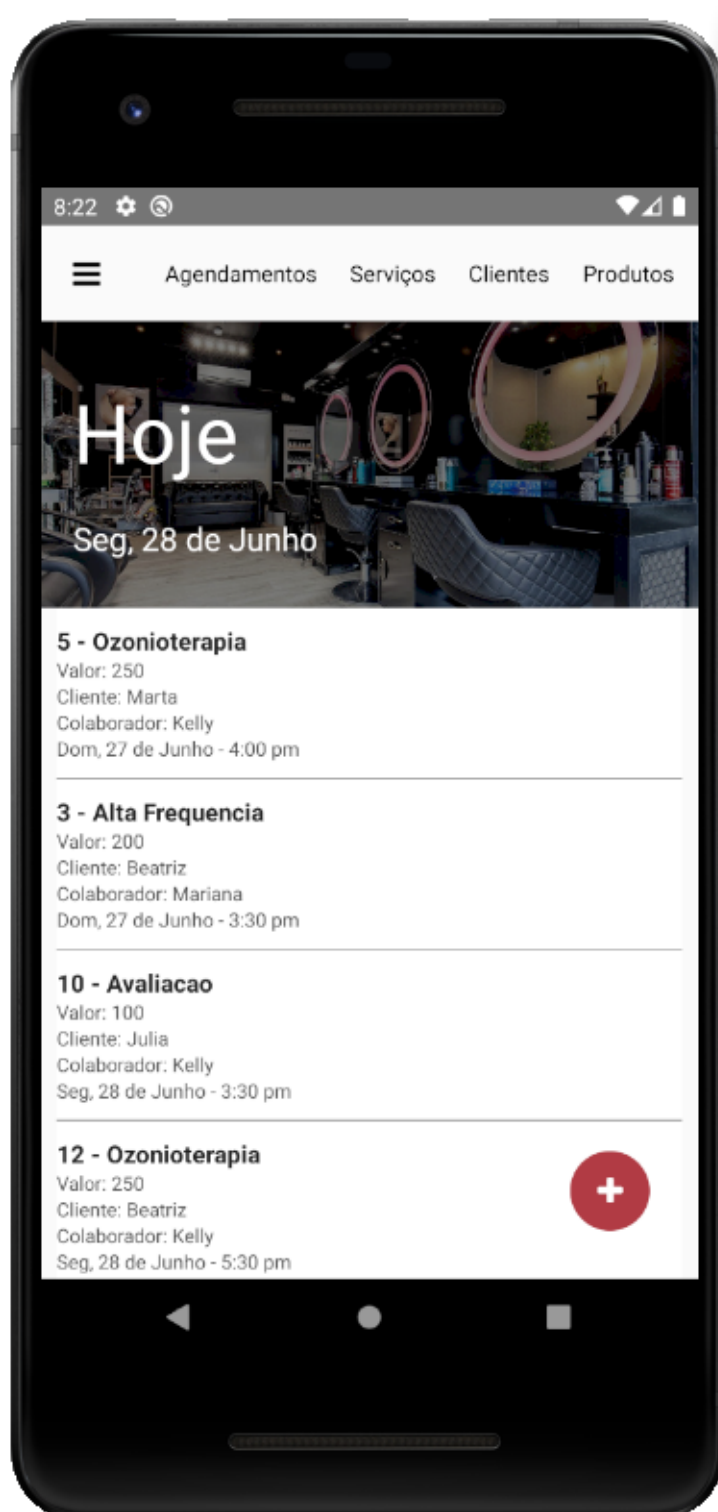 8:22
Agendamentos Serviços Clientes Produtos
Hoje
Seg, 28 de Junho
5 - Ozonioterapia
Valor: 250
Cliente: Marta
Colaborador: Kelly
Dom, 27 de Junho - 4:00 pm
3 - Alta Frequencia
Valor: 200
Cliente: Beatriz
Colaborador: Mariana
Dom, 27 de Junho - 3:30 pm
10 - Avaliacao
Valor: 100
Cliente: Julia
Colaborador: Kelly
Seg, 28 de Junho - 3:30 pm
12 - Ozonioterapia
Valor: 250
Cliente: Beatriz
Colaborador: Kelly
Seg, 28 de Junho - 5:30 pm